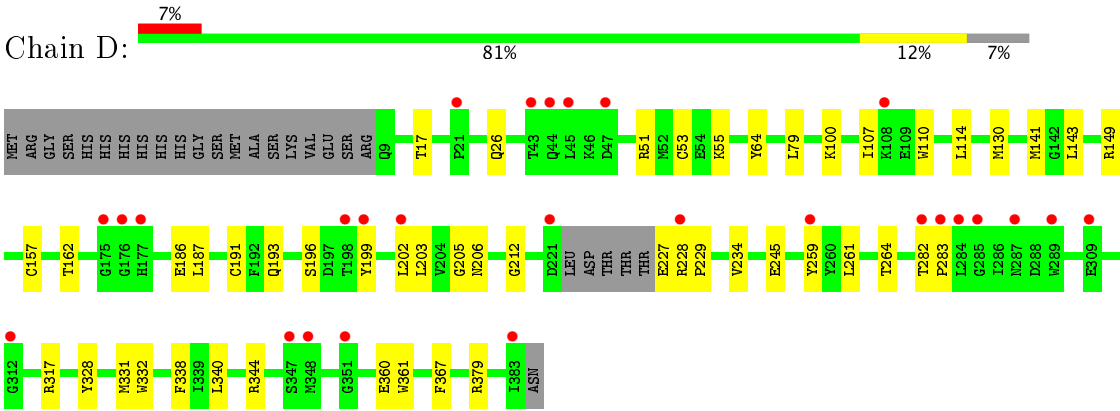 7%
Chain D:
81% 12% 7%
MET ARG GLY SER HIS HIS HIS HIS HIS HIS GLY SER MET ALA SER LYS VAL GLU SER ARG Q9 T17 P21 Q26 T43 Q44 L45 K46 D47 R51 M52 C53 E54 K55 Y64 L79 K100 I107 K108 E109 W110 L114 M130 M141 G142 L143 R149
C157 T162 G175 G176 H177 E186 L187 C191 F192 Q193 S196 D197 T198 Y199 L202 L203 V204 G205 N206 G212 D221 LEU ASP THR THR THR E227 R228 P229 V234 E245 Y259 Y260 L261 T264 T282 P283 L284 G285 I286 N287 D288 W289 E309
G312 R317 Y328 M331 W332 F338 I339 L340 R344 S347 M348 G351 E360 W361 F367 R379 I383 ASN